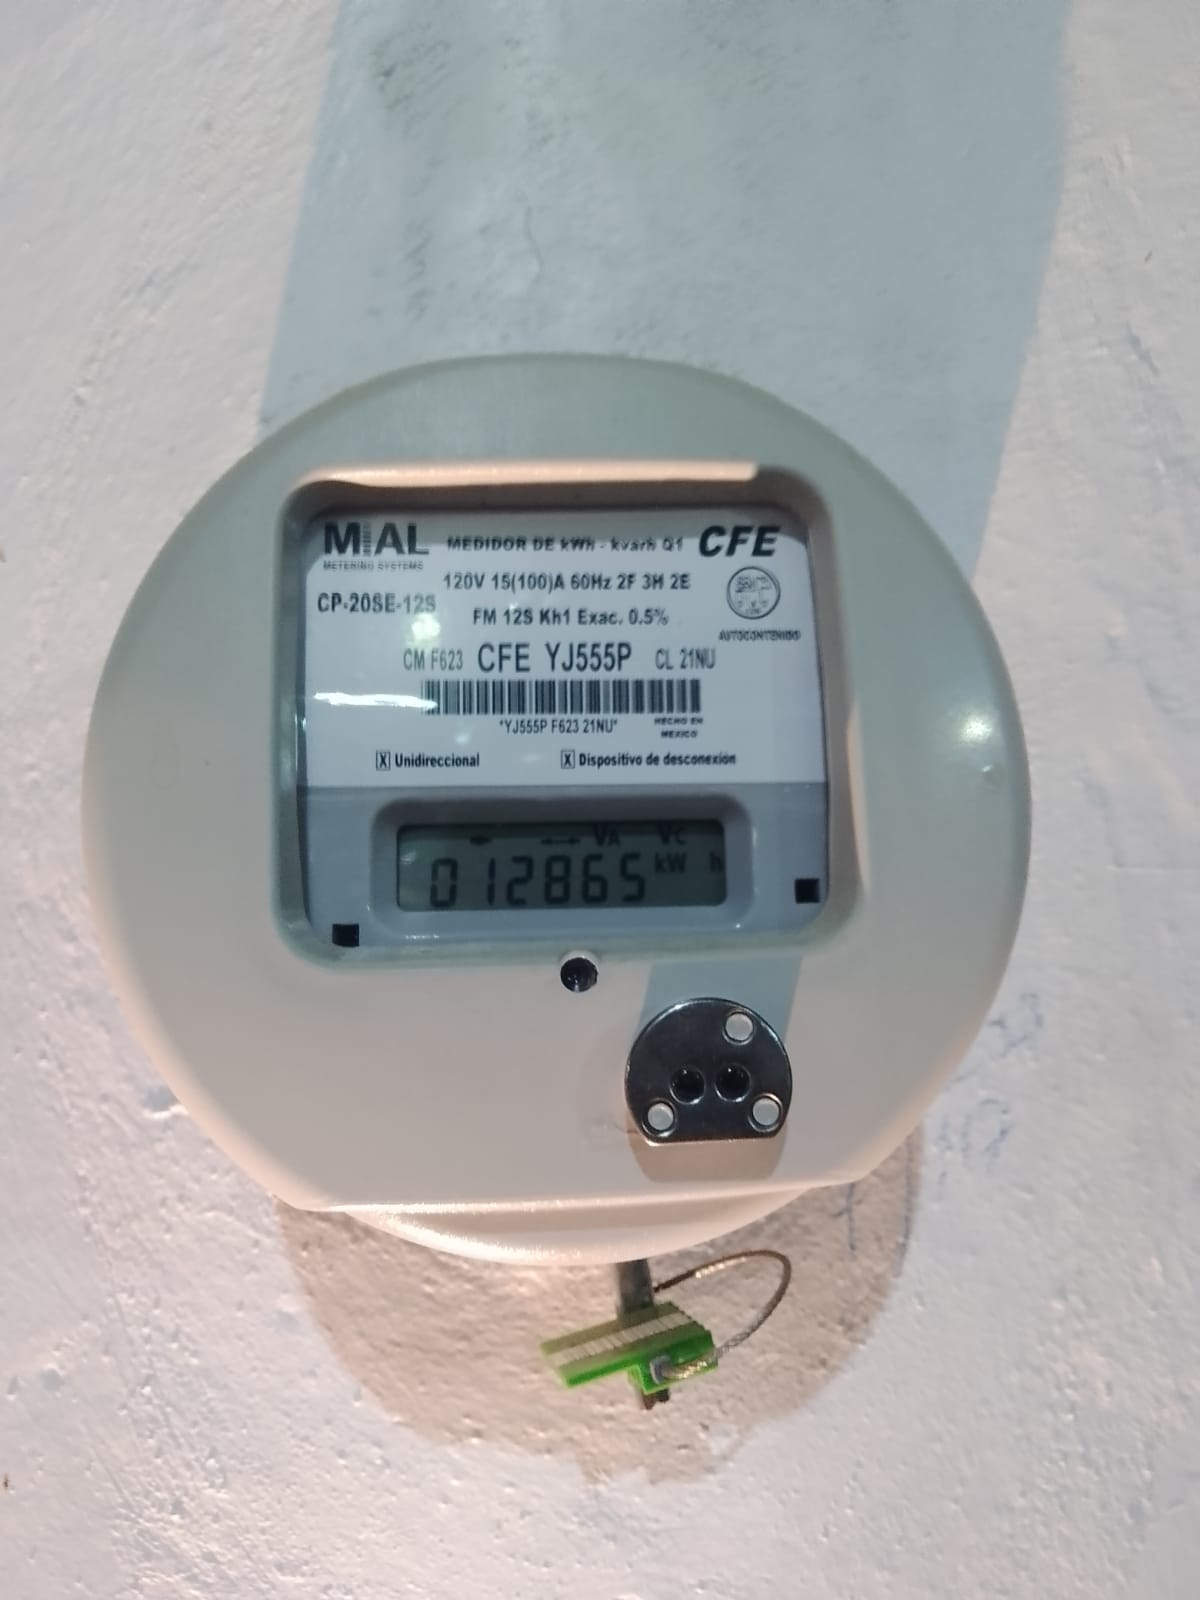 MIAL MEDIDOR DE kWh - kvarh Q1 CFE
METERING SYSTEMS
120V 15(100)A 60Hz 2F 3H 2E
CP-20SE-12S
FM 12S Kh1 Exac. 0.5%
AUTOCONTENIDO
CM F623 CFE YJ555P CL 21NU
*YJ555P F623 21NU*
HECHO EN
MEXICO
X Unidireccional X Dispositivo de desconexión
VA VC
012865 kW h